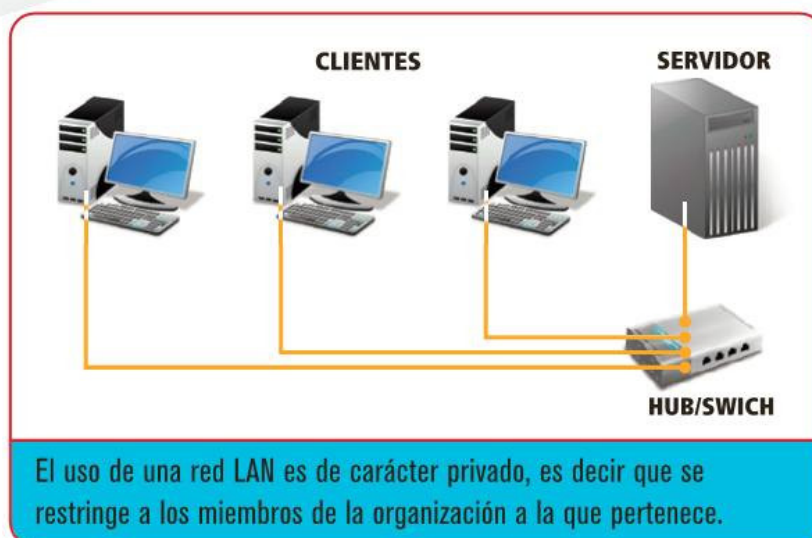 CLIENTES
SERVIDOR
HUB/SWICH
El uso de una red LAN es de carácter privado, es decir que se
restringe a los miembros de la organización a la que pertenece.